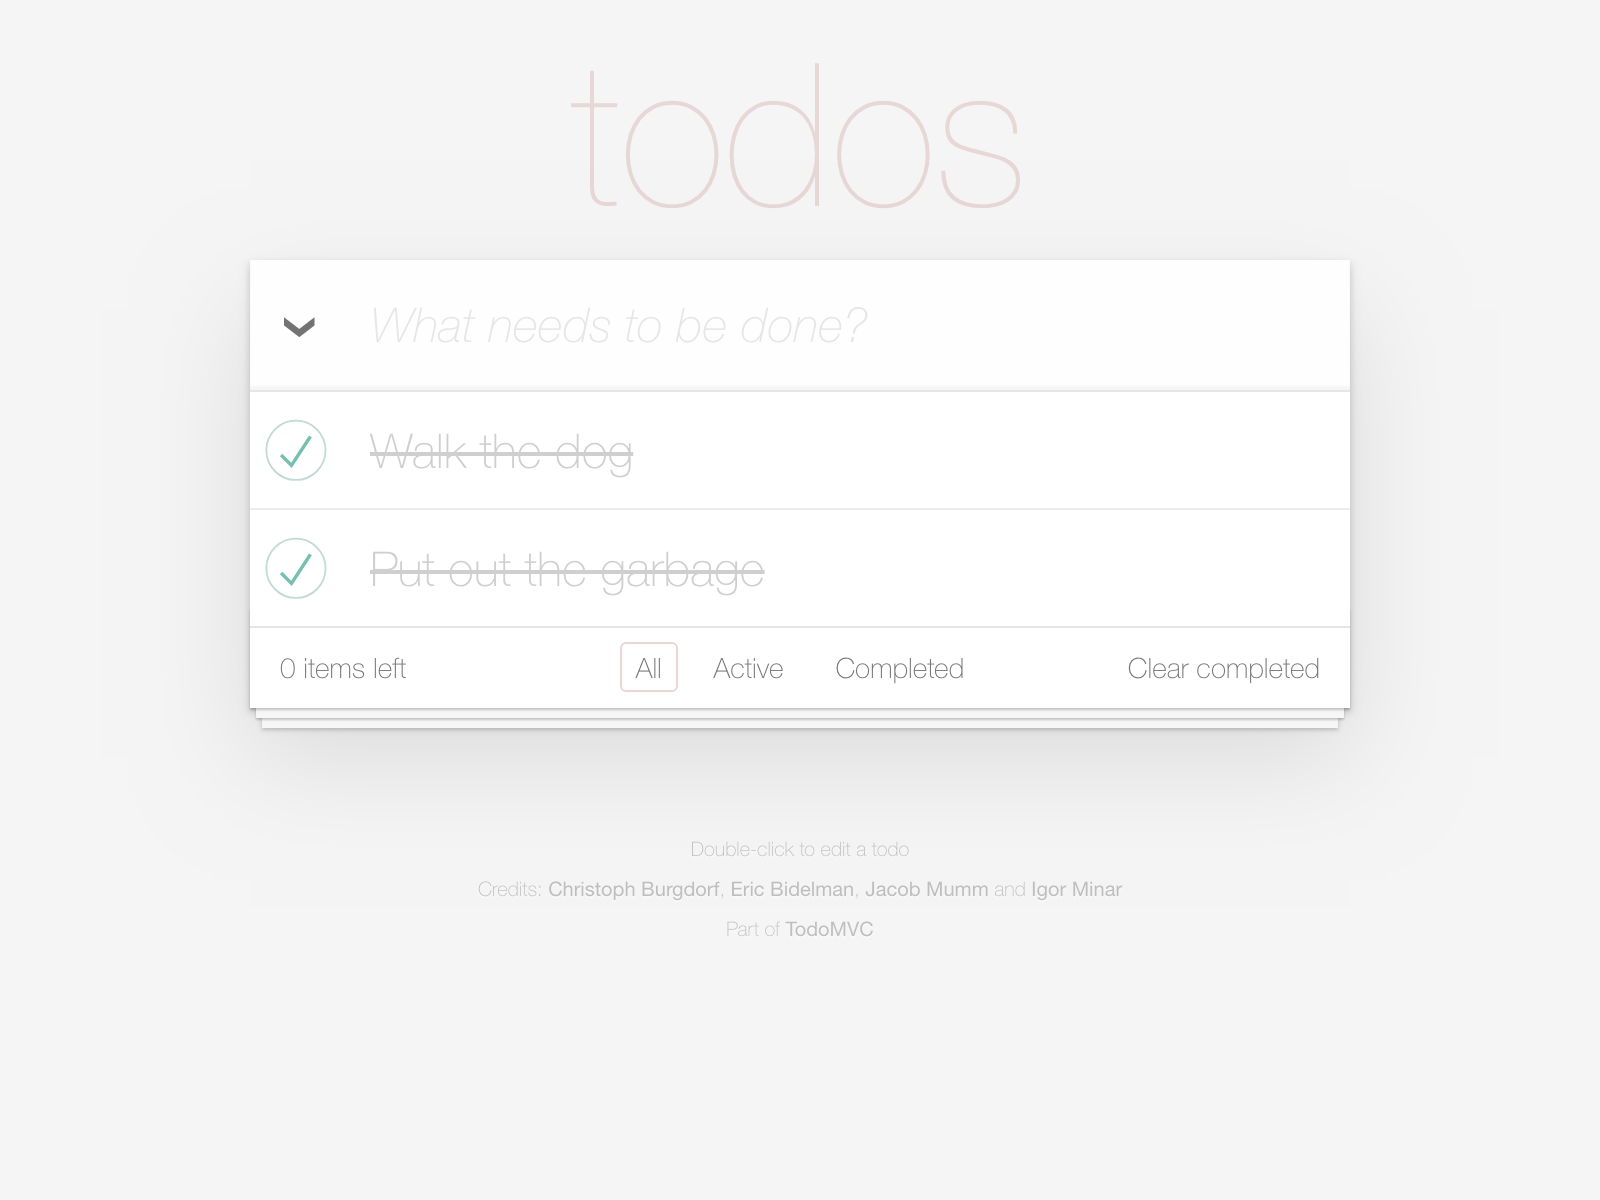 todos
What needs to be done?
Walk the dog
Put out the garbage
0 items left All Active Completed Clear completed
Double-click to edit a todo
Credits: Christoph Burgdorf, Eric Bidelman, Jacob Mumm and Igor Minar
Part of TodoMVC